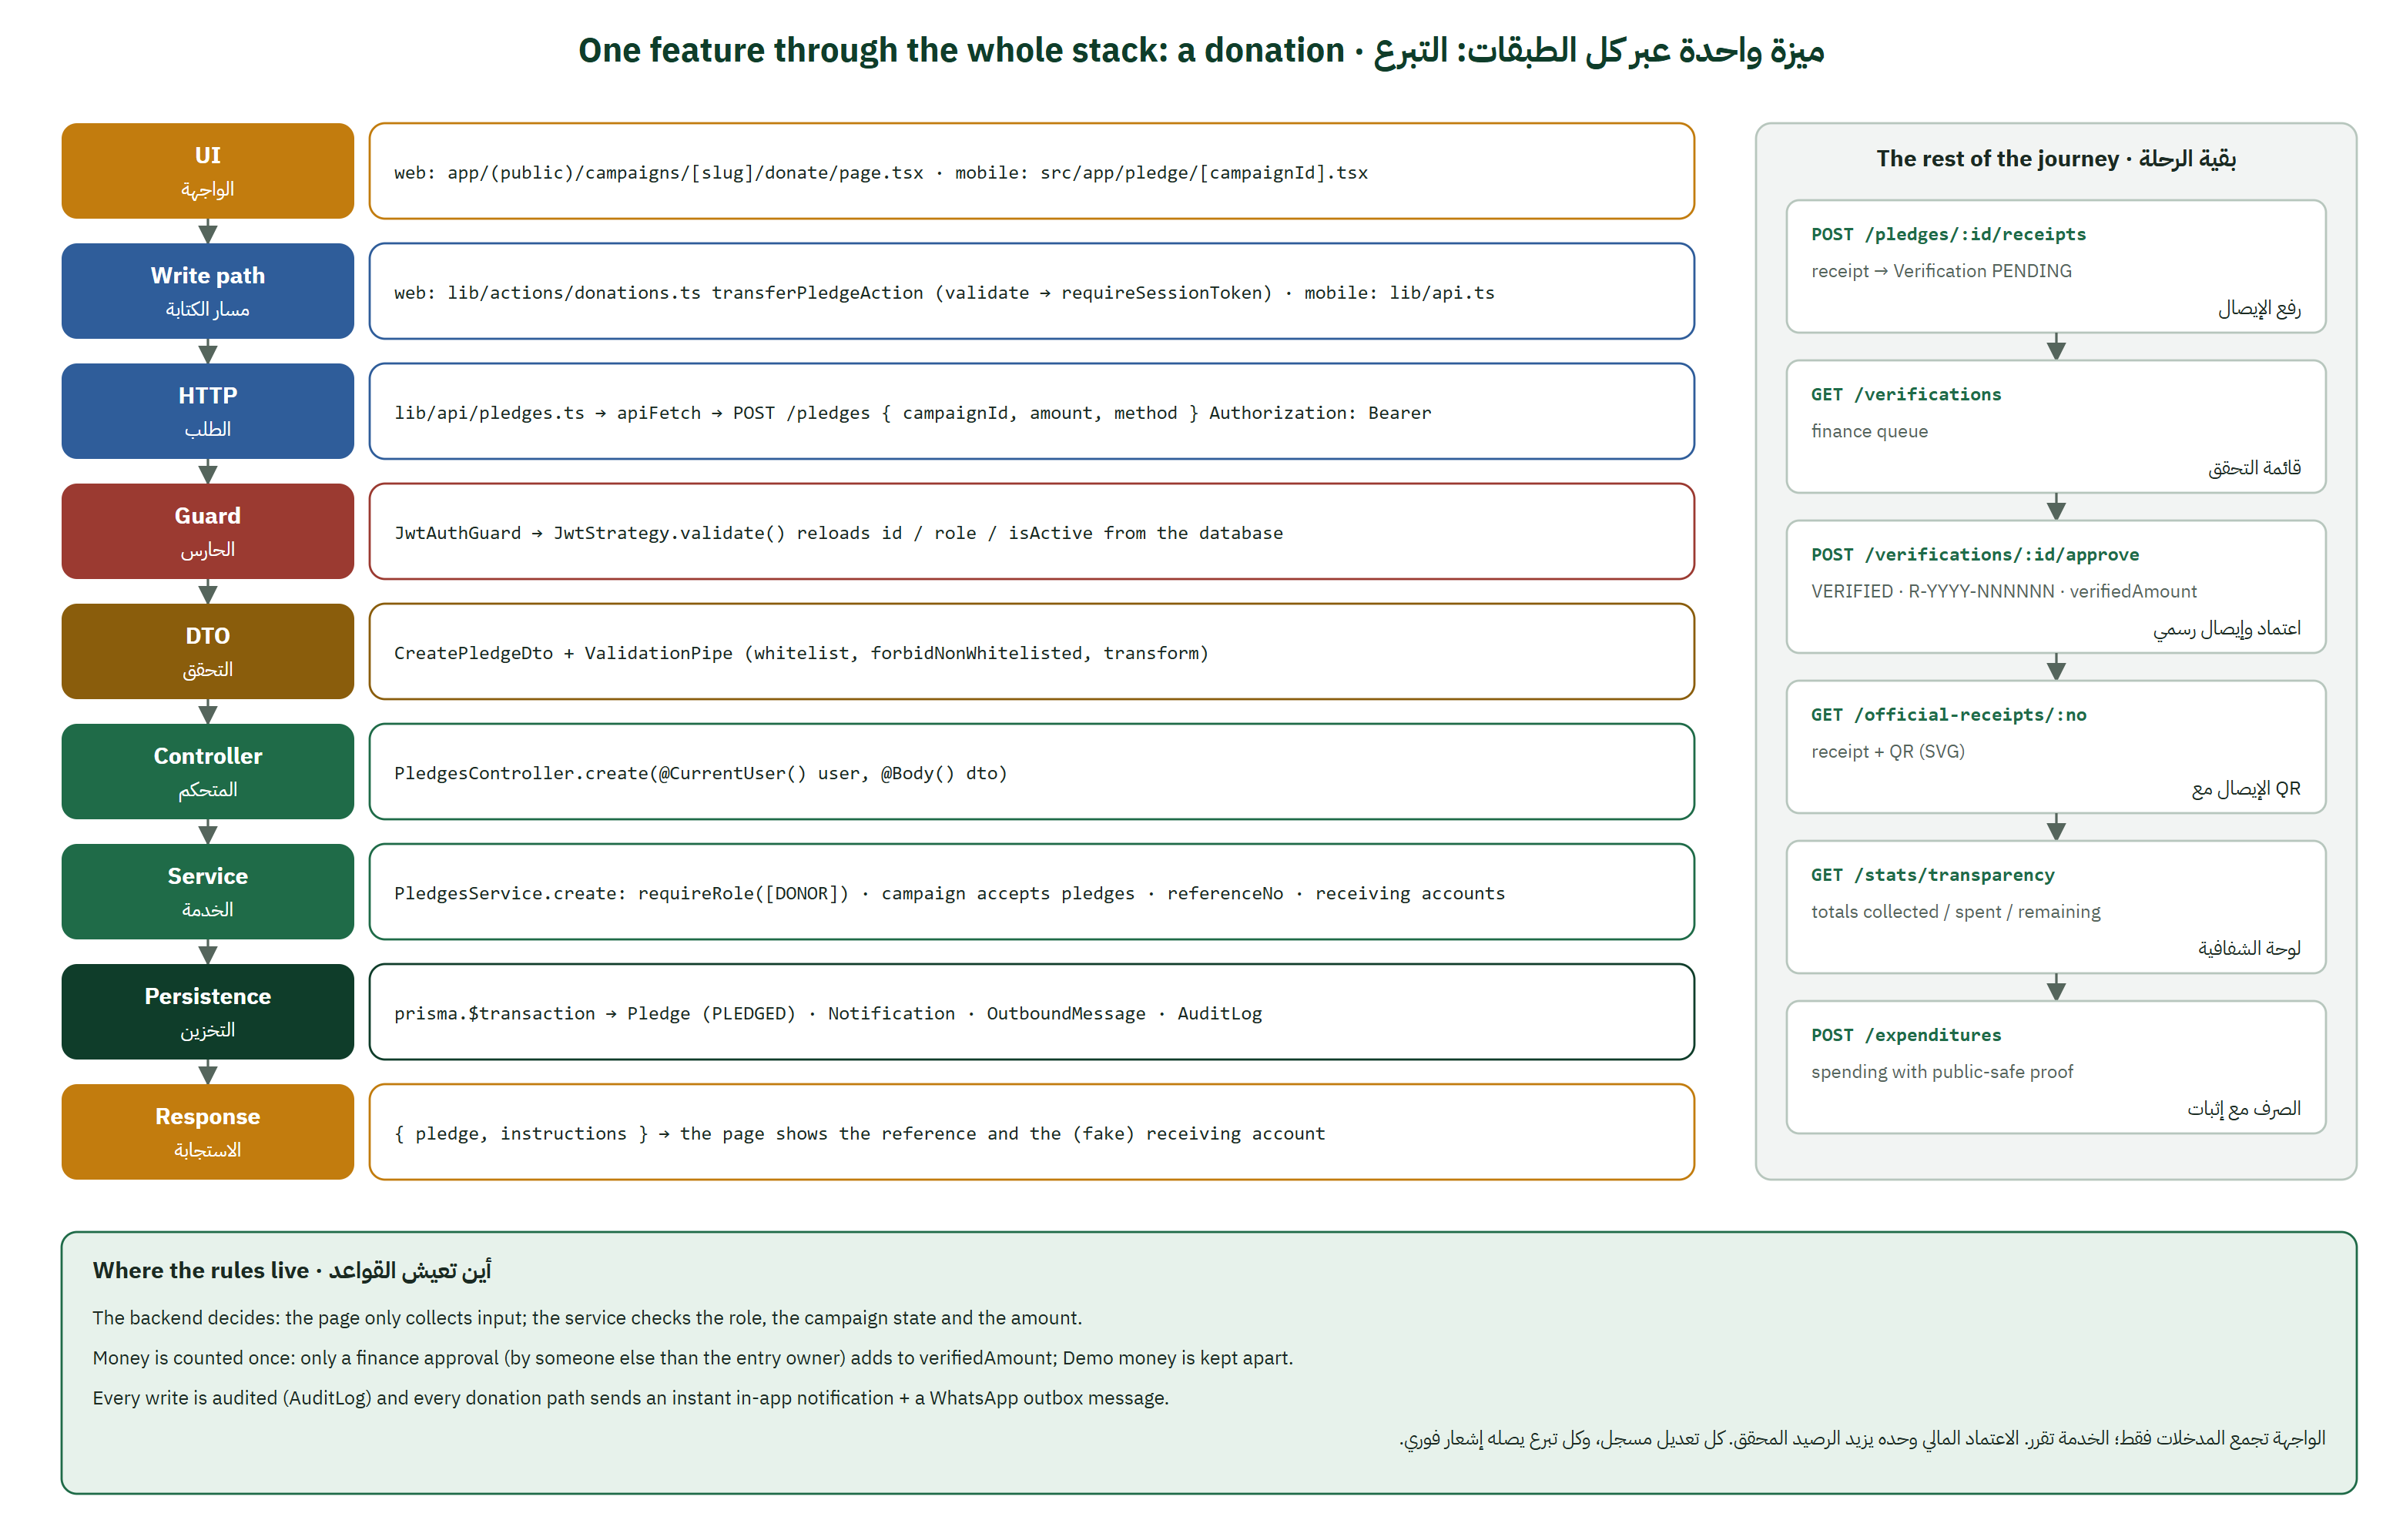 One feature through the whole stack: a donation · ميزة واحدة عبر كل الطبقات: التبرع
UI
الواجهة
web: app/(public)/campaigns/[slug]/donate/page.tsx · mobile: src/app/pledge/[campaignId].tsx
Write path
مسار الكتابة
web: lib/actions/donations.ts transferPledgeAction (validate → requireSessionToken) · mobile: lib/api.ts
HTTP
الطلب
lib/api/pledges.ts → apiFetch → POST /pledges { campaignId, amount, method } Authorization: Bearer
Guard
الحارس
JwtAuthGuard → JwtStrategy.validate() reloads id / role / isActive from the database
DTO
التحقق
CreatePledgeDto + ValidationPipe (whitelist, forbidNonWhitelisted, transform)
Controller
المتحكم
PledgesController.create(@CurrentUser() user, @Body() dto)
Service
الخدمة
PledgesService.create: requireRole([DONOR]) · campaign accepts pledges · referenceNo · receiving accounts
Persistence
التخزين
prisma.$transaction → Pledge (PLEDGED) · Notification · OutboundMessage · AuditLog
Response
الاستجابة
{ pledge, instructions } → the page shows the reference and the (fake) receiving account
The rest of the journey · بقية الرحلة
POST /pledges/:id/receipts
receipt → Verification PENDING
رفع الإيصال
GET /verifications
finance queue
قائمة التحقق
POST /verifications/:id/approve
VERIFIED · R-YYYY-NNNNNN · verifiedAmount
اعتماد وإيصال رسمي
GET /official-receipts/:no
receipt + QR (SVG)
QR الإيصال مع
GET /stats/transparency
totals collected / spent / remaining
لوحة الشفافية
POST /expenditures
spending with public-safe proof
الصرف مع إثبات
Where the rules live · أين تعيش القواعد
The backend decides: the page only collects input; the service checks the role, the campaign state and the amount.
Money is counted once: only a finance approval (by someone else than the entry owner) adds to verifiedAmount; Demo money is kept apart.
Every write is audited (AuditLog) and every donation path sends an instant in-app notification + a WhatsApp outbox message.
الواجهة تجمع المدخلات فقط؛ الخدمة تقرر. الاعتماد المالي وحده يزيد الرصيد المحقق. كل تعديل مسجل، وكل تبرع يصله إشعار فوري.